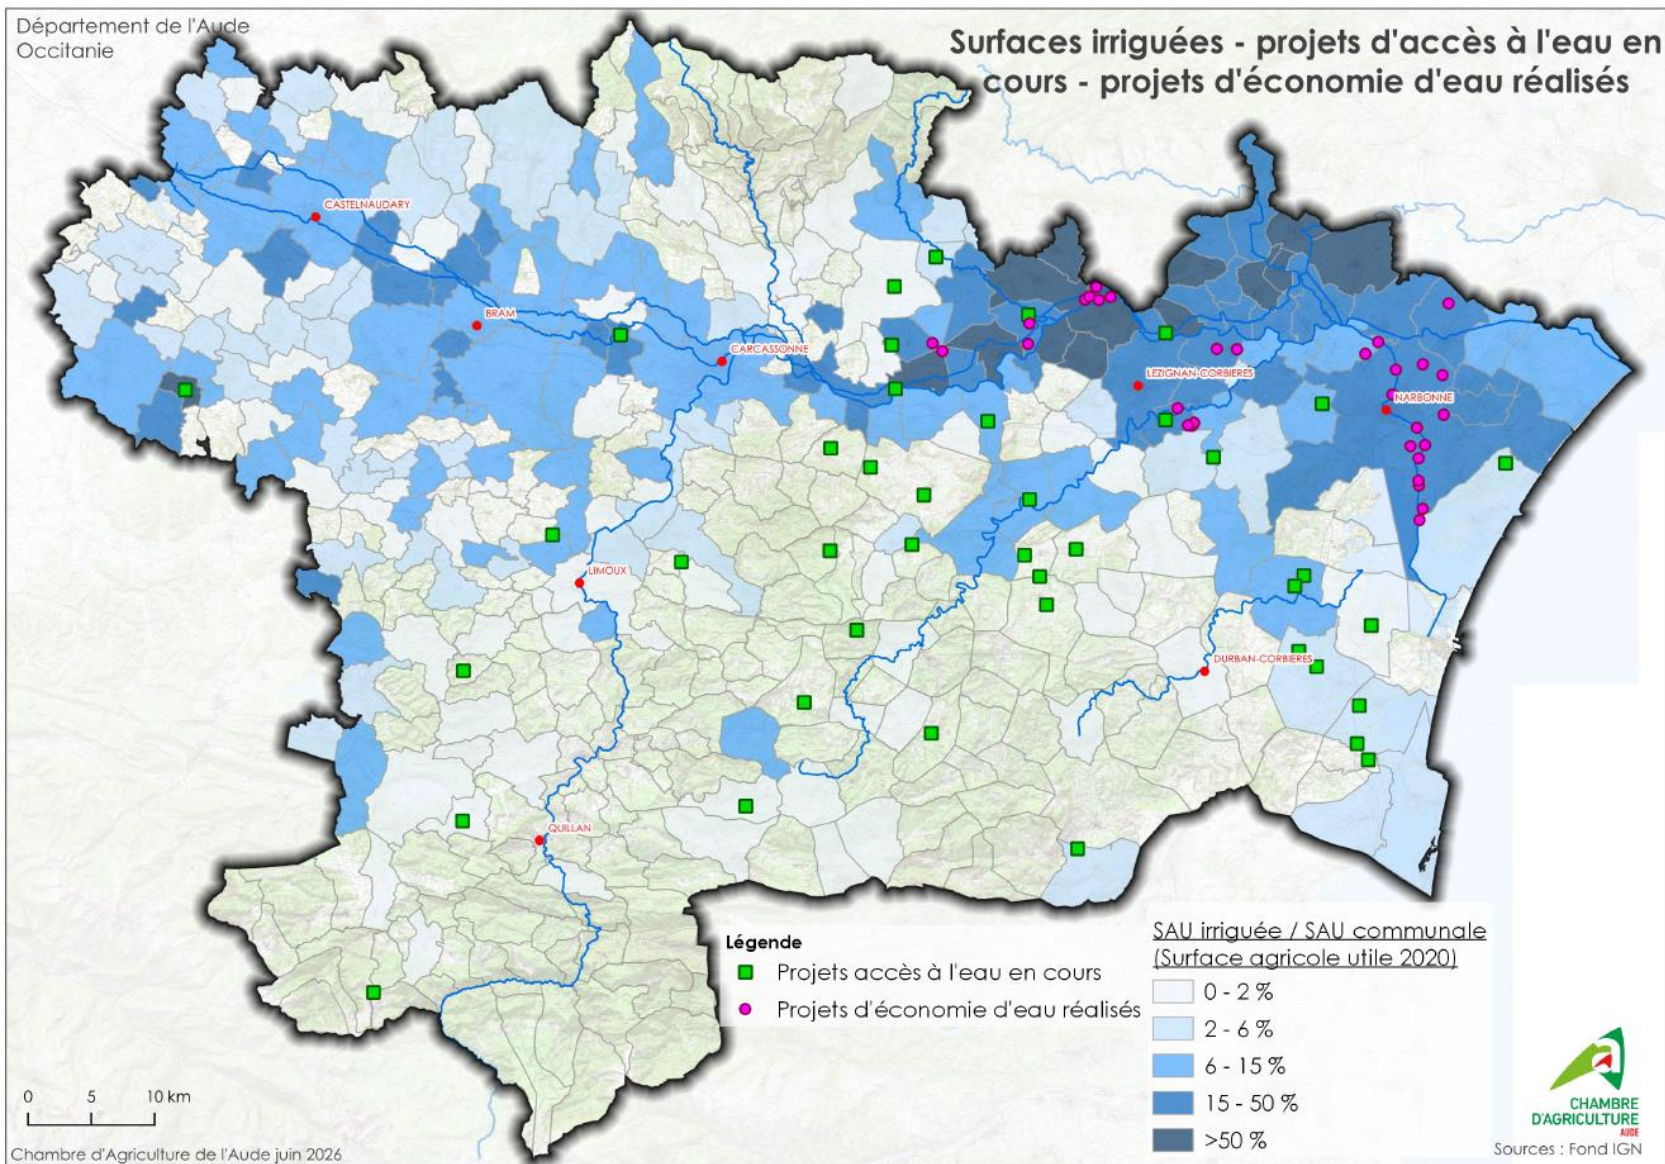 Département de l'Aude
Occitanie
Surfaces irriguées - projets d'accès à l'eau en
cours - projets d'économie d'eau réalisés
CASTELNAUDARY
BRAM
CARCASSONNE
LEZIGNAN-CORBIERES
NARBONNE
LIMOUX
DURBAN-CORBIERES
QUILLAN
Légende
Projets accès à l'eau en cours
Projets d'économie d'eau réalisés
SAU irriguée / SAU communale
(Surface agricole utile 2020)
0 - 2 %
2 - 6 %
6 - 15 %
15 - 50 %
>50 %
0 5 10 km
Chambre d'Agriculture de l'Aude juin 2026
CHAMBRE
D'AGRICULTURE
AUDE
Sources : Fond IGN